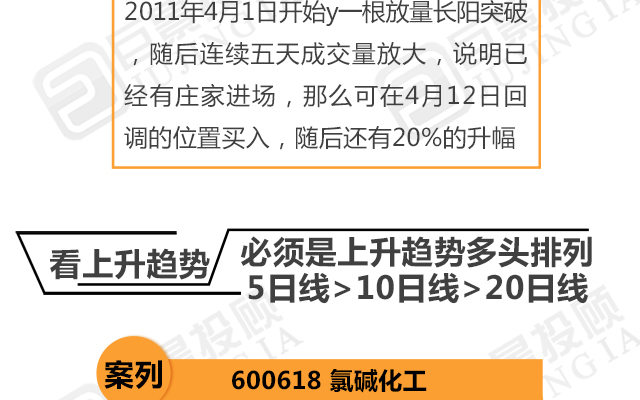 2011年4月1日开始y一根放量长阳突破
，随后连续五天成交量放大，说明已
经有庄家进场，那么可在4月12日回
调的位置买入，随后还有20%的升幅
看上升趋势
必须是上升趋势多头排列
5日线>10日线>20日线
案列
600618 氯碱化工